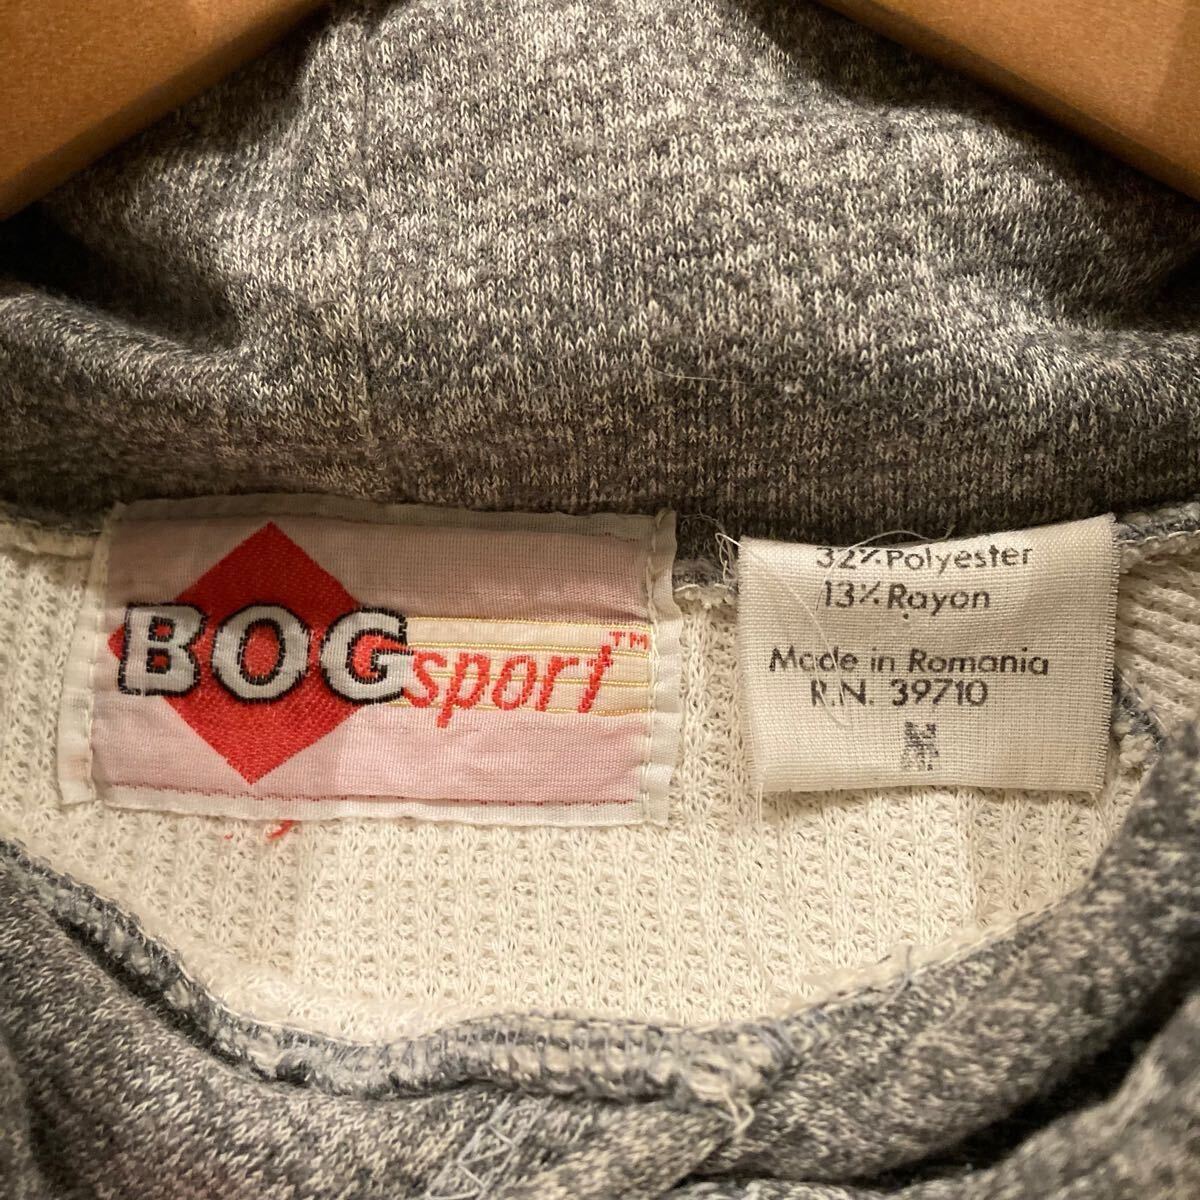 BOGsport™
32% Polyester
13% Rayon
Made in Romania
R.N. 39710
M